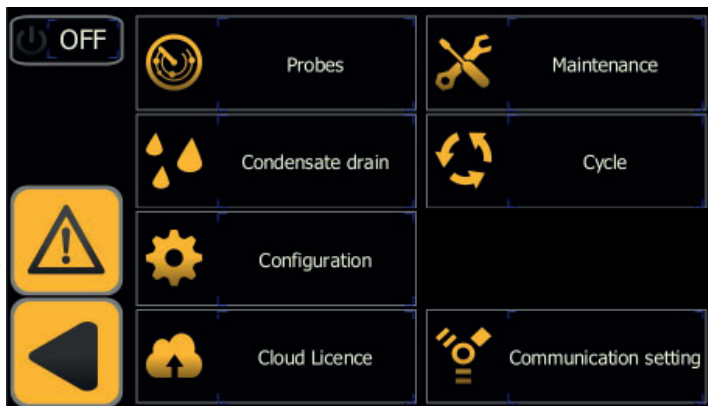 OFF
Probes
Maintenance
Condensate drain
Cycle
Configuration
Cloud Licence
Communication setting